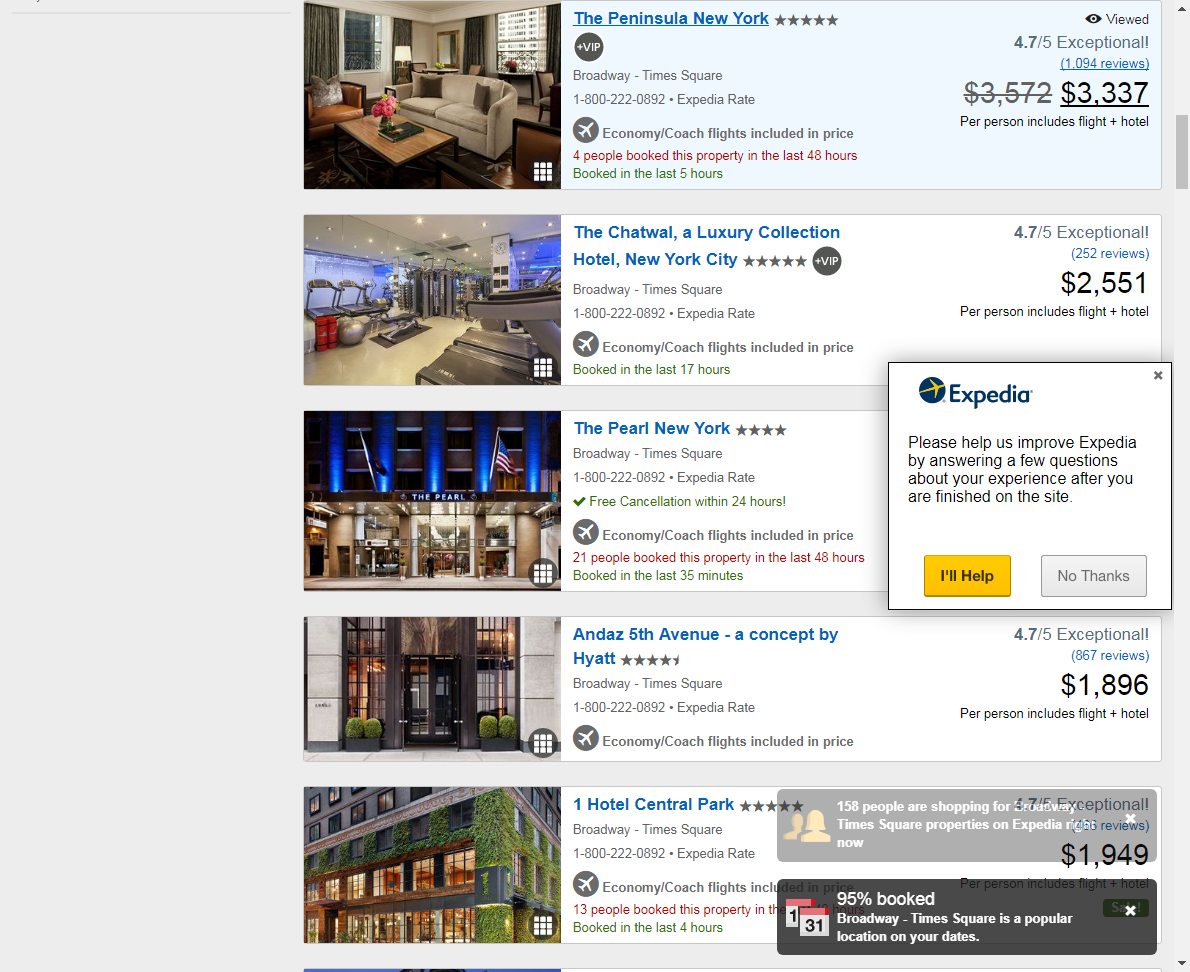 The Peninsula New York
Viewed
+VIP
4.7/5 Exceptional!
(1,094 reviews)
Broadway - Times Square
$3,572 $3,337
1-800-222-0892 • Expedia Rate
Per person includes flight + hotel
Economy/Coach flights included in price
4 people booked this property in the last 48 hours
Booked in the last 5 hours
The Chatwal, a Luxury Collection
Hotel, New York City
+VIP
4.7/5 Exceptional!
(252 reviews)
$2,551
Broadway - Times Square
1-800-222-0892 • Expedia Rate
Per person includes flight + hotel
Economy/Coach flights included in price
Booked in the last 17 hours
THE PEARL
The Pearl New York
Broadway - Times Square
1-800-222-0892 • Expedia Rate
Free Cancellation within 24 hours!
Economy/Coach flights included in price
21 people booked this property in the last 48 hours
Booked in the last 35 minutes
Expedia
Please help us improve Expedia
by answering a few questions
about your experience after you
are finished on the site.
I'll Help
No Thanks
Andaz 5th Avenue - a concept by
Hyatt
4.7/5 Exceptional!
(867 reviews)
$1,896
Broadway - Times Square
1-800-222-0892 • Expedia Rate
Per person includes flight + hotel
Economy/Coach flights included in price
1 Hotel Central Park
4.7/5 Exceptional!
reviews)
$1,949
Broadway - Times Square
1-800-222-0892 • Expedia Rate
Per person includes flight + hotel
Economy/Coach flights included in price
13 people booked this property in the last 48 hours
Booked in the last 4 hours
158 people are shopping for Broadway -
Times Square properties on Expedia right
now
1
31
95% booked
Broadway - Times Square is a popular
location on your dates.